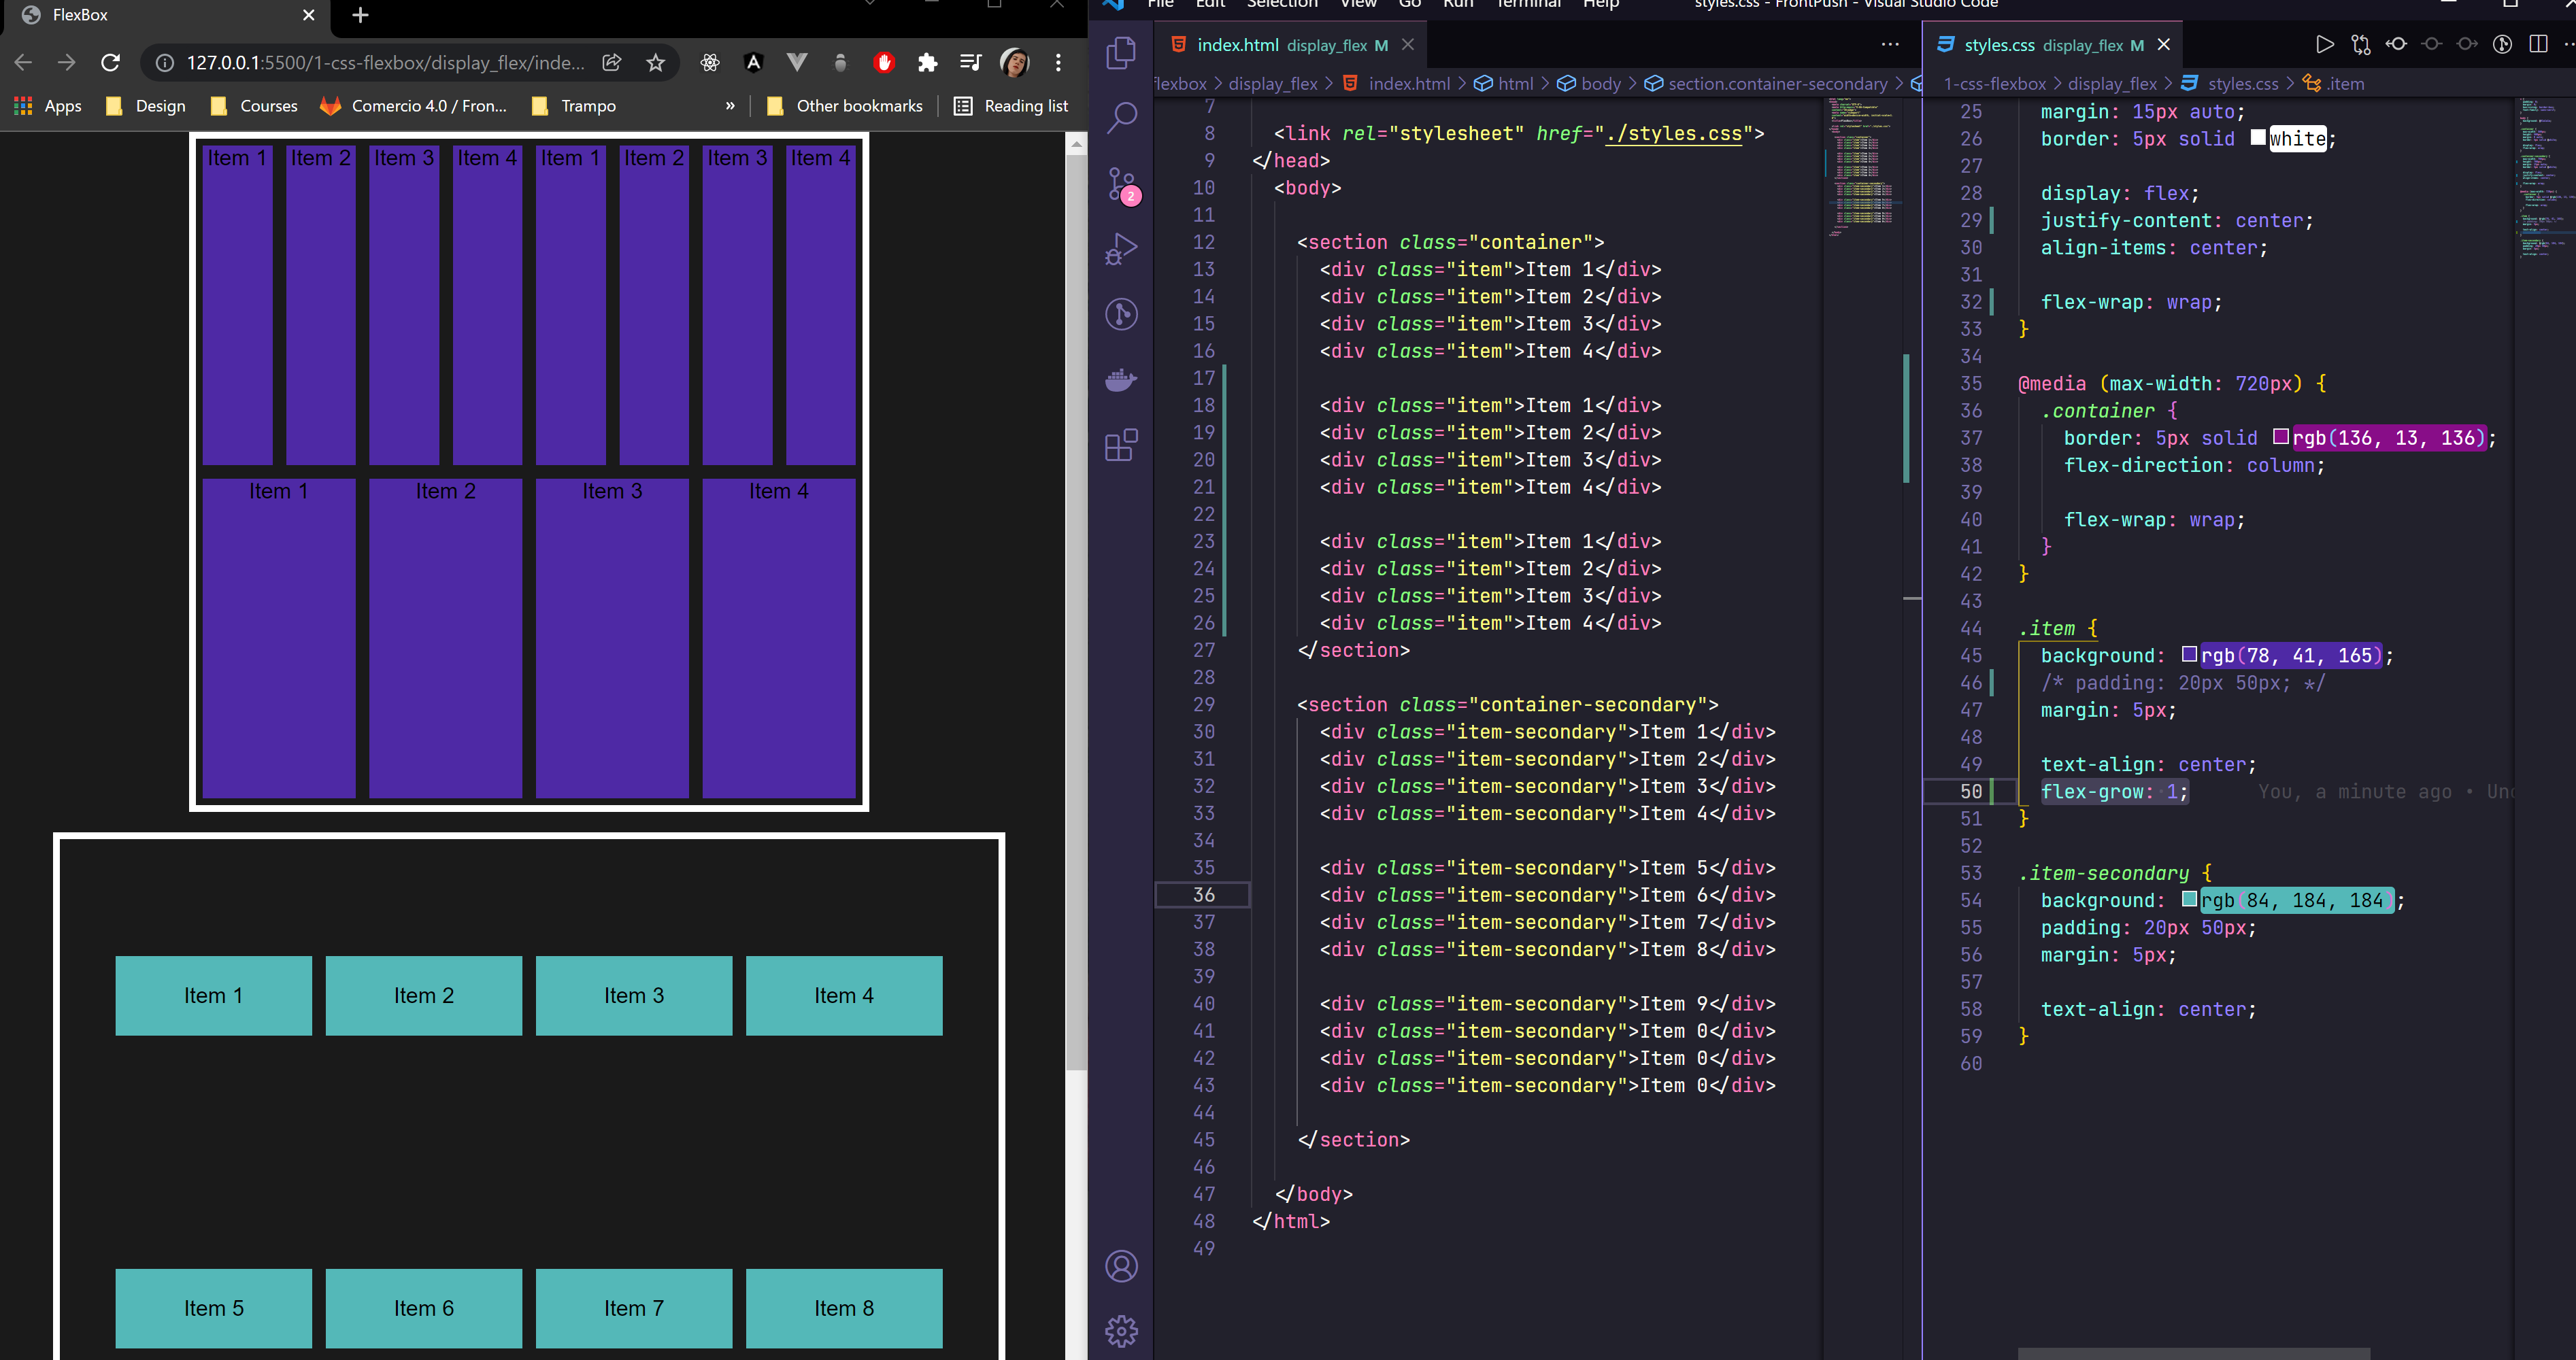 FlexBox
127.0.0.1:5500/1-css-flexbox/display_flex/inde...
Apps Design Courses Comercio 4.0 / Fron... Trampo » Other bookmarks Reading list
Item 1 Item 2 Item 3 Item 4 Item 1 Item 2 Item 3 Item 4
Item 1 Item 2 Item 3 Item 4
Item 1 Item 2 Item 3 Item 4
Item 5 Item 6 Item 7 Item 8
File Edit Selection View Go Run Terminal Help styles.css - FrontPush - Visual Studio Code
2
index.html display_flex M
flexbox > display_flex > index.html > html > body > section.container-secondary >
7
8 <link rel="stylesheet" href="./styles.css">
9 </head>
10 <body>
11
12 <section class="container">
13 <div class="item">Item 1</div>
14 <div class="item">Item 2</div>
15 <div class="item">Item 3</div>
16 <div class="item">Item 4</div>
17
18 <div class="item">Item 1</div>
19 <div class="item">Item 2</div>
20 <div class="item">Item 3</div>
21 <div class="item">Item 4</div>
22
23 <div class="item">Item 1</div>
24 <div class="item">Item 2</div>
25 <div class="item">Item 3</div>
26 <div class="item">Item 4</div>
27 </section>
28
29 <section class="container-secondary">
30 <div class="item-secondary">Item 1</div>
31 <div class="item-secondary">Item 2</div>
32 <div class="item-secondary">Item 3</div>
33 <div class="item-secondary">Item 4</div>
34
35 <div class="item-secondary">Item 5</div>
36 <div class="item-secondary">Item 6</div>
37 <div class="item-secondary">Item 7</div>
38 <div class="item-secondary">Item 8</div>
39
40 <div class="item-secondary">Item 9</div>
41 <div class="item-secondary">Item 0</div>
42 <div class="item-secondary">Item 0</div>
43 <div class="item-secondary">Item 0</div>
44
45 </section>
46
47 </body>
48 </html>
49
styles.css display_flex M
1-css-flexbox > display_flex > styles.css > .item
25 margin: 15px auto;
26 border: 5px solid white;
27
28 display: flex;
29 justify-content: center;
30 align-items: center;
31
32 flex-wrap: wrap;
33 }
34
35 @media (max-width: 720px) {
36 .container {
37 border: 5px solid rgb(136, 13, 136);
38 flex-direction: column;
39
40 flex-wrap: wrap;
41 }
42 }
43
44 .item {
45 background: rgb(78, 41, 165);
46 /* padding: 20px 50px; */
47 margin: 5px;
48
49 text-align: center;
50 flex-grow: 1; You, a minute ago • Unc
51 }
52
53 .item-secondary {
54 background: rgb(84, 184, 184);
55 padding: 20px 50px;
56 margin: 5px;
57
58 text-align: center;
59 }
60